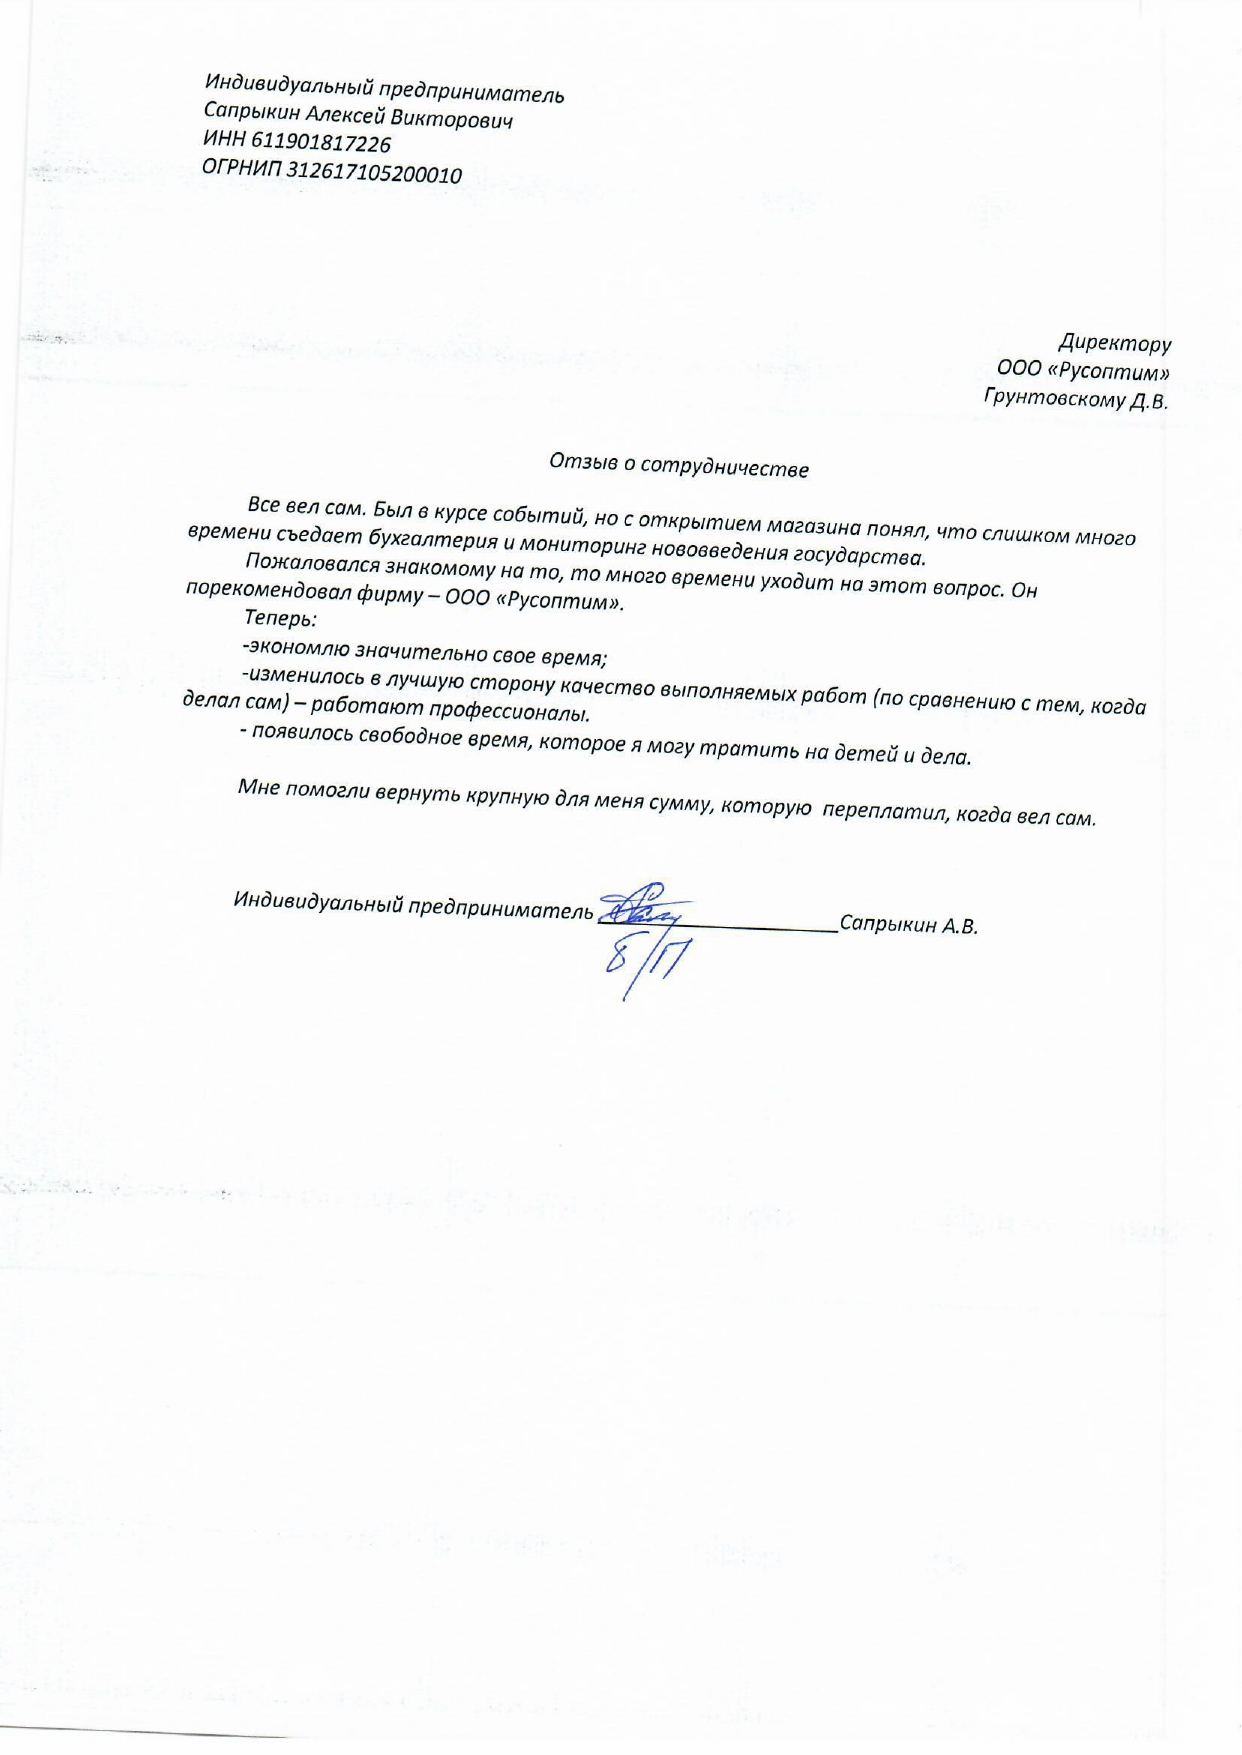 Индивидуальный предприниматель
Сапрыкин Алексей Викторович
ИНН 611901817226
ОГРНИП 312617105200010
Директору
ООО «Русоптим»
Грунтовскому Д.В.
Отзыв о сотрудничестве
Все вел сам. Был в курсе событий, но с открытием магазина понял, что слишком много
времени съедает бухгалтерия и мониторинг нововведения государства.
Пожаловался знакомому на то, то много времени уходит на этот вопрос. Он
порекомендовал фирму – ООО «Русоптим».
Теперь:
-экономлю значительно свое время;
-изменилось в лучшую сторону качество выполняемых работ (по сравнению с тем, когда
делал сам) – работают профессионалы.
- появилось свободное время, которое я могу тратить на детей и дела.
Мне помогли вернуть крупную для меня сумму, которую  переплатил, когда вел сам.
Индивидуальный предприниматель ____________________Сапрыкин А.В.
б/П